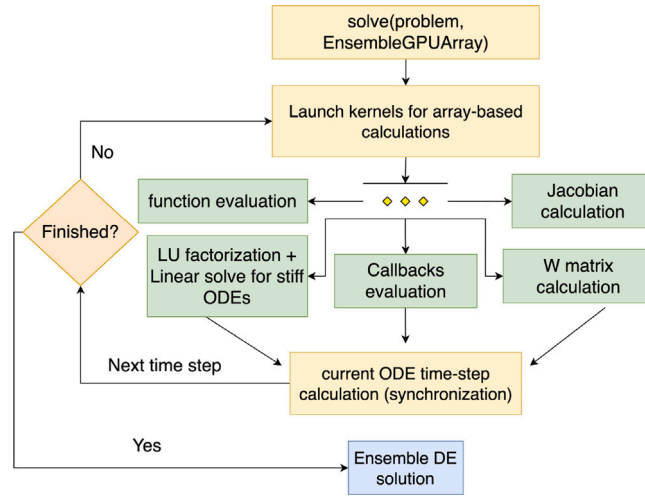 solve(problem,
EnsembleGPUArray)
Launch kernels for array-based
calculations
No
function evaluation
Jacobian
calculation
Finished?
LU factorization +
Linear solve for stiff
ODEs
Callbacks
evaluation
W matrix
calculation
Next time step
current ODE time-step
calculation (synchronization)
Yes
Ensemble DE
solution